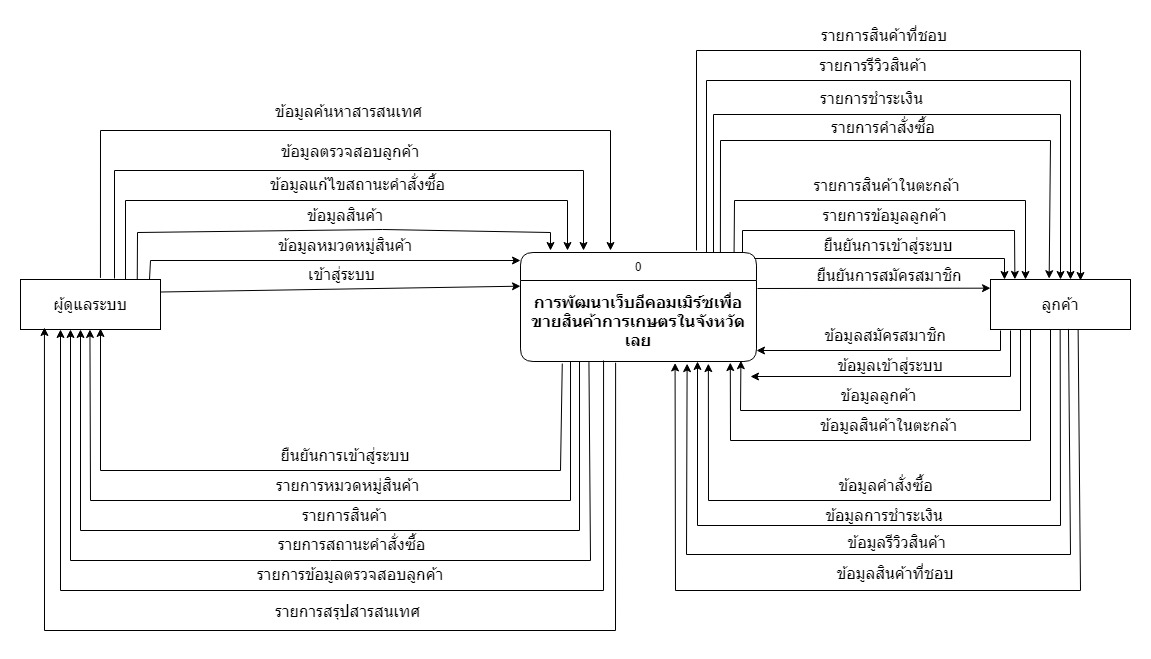 รายการสินค้าที่ชอบ
รายการรีวิวสินค้า
รายการชำระเงิน
รายการคำสั่งซื้อ
รายการสินค้าในตะกล้า
รายการข้อมูลลูกค้า
ยืนยันการเข้าสู่ระบบ
ยืนยันการสมัครสมาชิก
ข้อมูลค้นหาสารสนเทศ
ข้อมูลตรวจสอบลูกค้า
ข้อมูลแก้ไขสถานะคำสั่งซื้อ
ข้อมูลสินค้า
ข้อมูลหมวดหมู่สินค้า
เข้าสู่ระบบ
ผู้ดูแลระบบ
0
การพัฒนาเว็บอีคอมเมิร์ซเพื่อ
ขายสินค้าการเกษตรในจังหวัด
เลย
ลูกค้า
ข้อมูลสมัครสมาชิก
ข้อมูลเข้าสู่ระบบ
ข้อมูลลูกค้า
ข้อมูลสินค้าในตะกล้า
ข้อมูลคำสั่งซื้อ
ข้อมูลการชำระเงิน
ข้อมูลรีวิวสินค้า
ข้อมูลสินค้าที่ชอบ
ยืนยันการเข้าสู่ระบบ
รายการหมวดหมู่สินค้า
รายการสินค้า
รายการสถานะคำสั่งซื้อ
รายการข้อมูลตรวจสอบลูกค้า
รายการสรุปสารสนเทศ